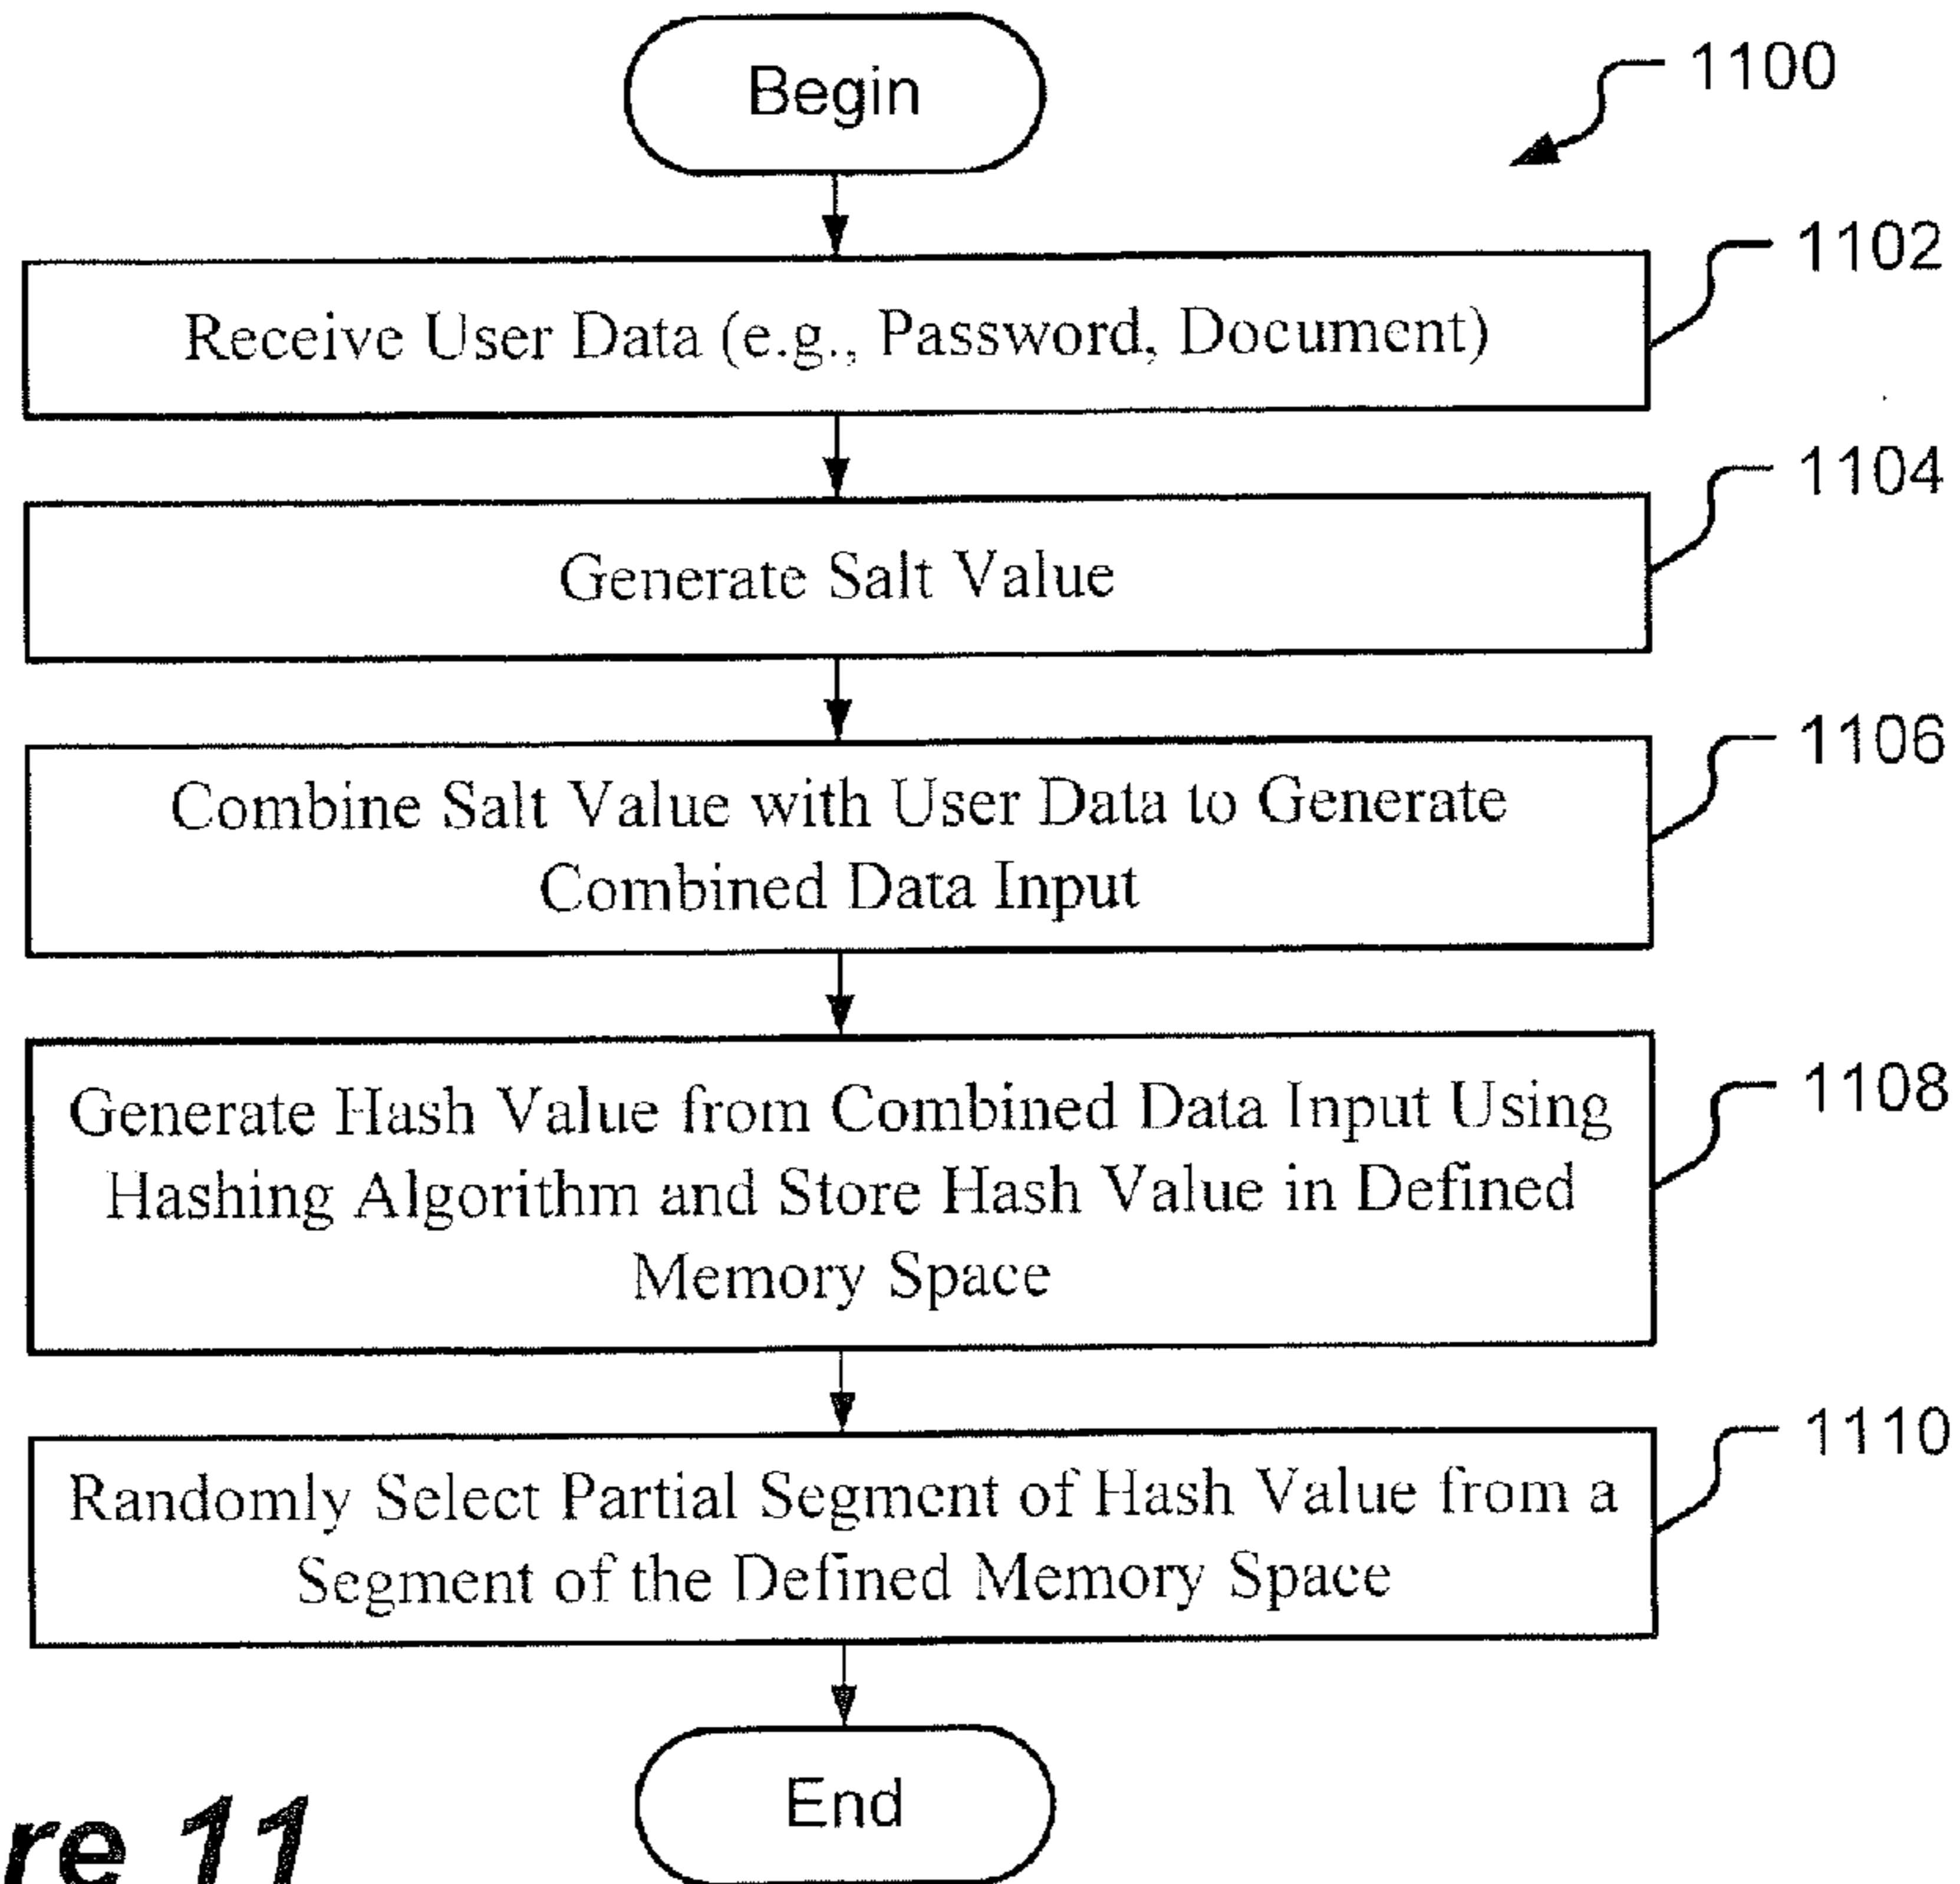 Begin
1100
Receive User Data (e.g., Password, Document)
1102
Generate Salt Value
1104
Combine Salt Value with User Data to Generate
Combined Data Input
1106
Generate Hash Value from Combined Data Input Using
Hashing Algorithm and Store Hash Value in Defined
Memory Space
1108
Randomly Select Partial Segment of Hash Value from a
Segment of the Defined Memory Space
1110
End
re 11